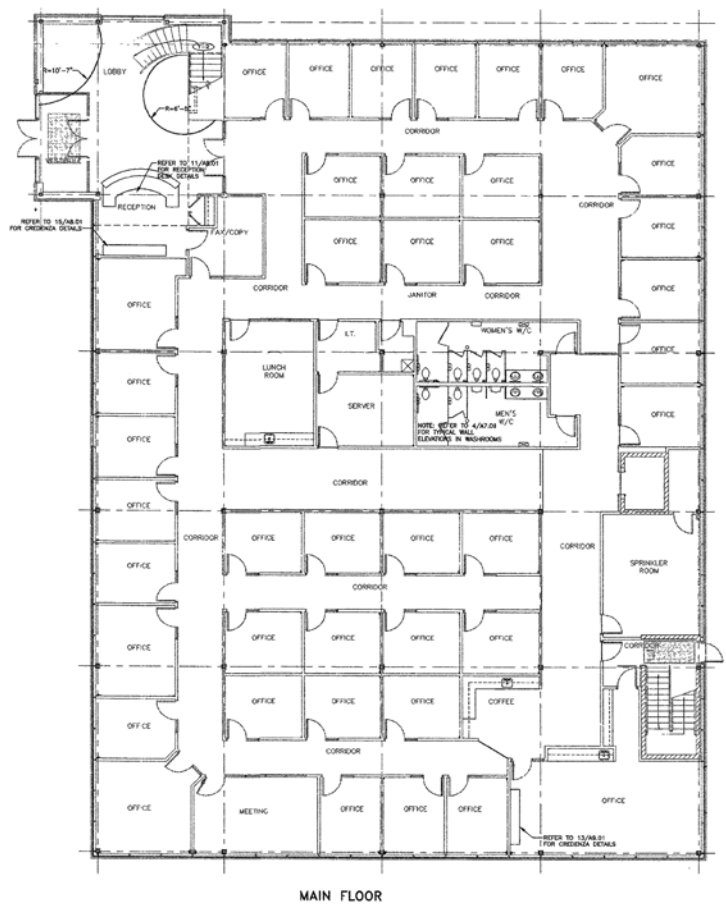 OFFICE
OFFICE
OFFICE
OFFICE
OFFICE
OFFICE
OFFICE
LOBBY
R=10'-7"
CORRIDOR
REFER TO 11/A8.01
FOR RECEPTION
DESK DETAILS
OFFICE
OFFICE
OFFICE
OFFICE
RECEPTION
CORRIDOR
REFER TO 15/A8.01
FOR CREDENZA DETAILS
FAX/COPY
OFFICE
OFFICE
OFFICE
OFFICE
OFFICE
CORRIDOR
JANITOR
CORRIDOR
OFFICE
I.T.
WOMEN'S W/C
OFFICE
LUNCH
ROOM
OFFICE
SERVER
MEN'S
W/C
OFFICE
NOTE: REFER TO 4/A7.01
FOR TYPICAL WALL
ELEVATIONS IN WASHROOMS
OFFICE
CORRIDOR
OFFICE
CORRIDOR
OFFICE
OFFICE
OFFICE
OFFICE
CORRIDOR
OFFICE
SPRINKLER
ROOM
CORRIDOR
OFFICE
OFFICE
OFFICE
OFFICE
OFFICE
CORRIDOR
OFFICE
OFFICE
OFFICE
OFFICE
COFFEE
CORRIDOR
OFFICE
MEETING
OFFICE
OFFICE
OFFICE
OFFICE
REFER TO 13/A8.01
FOR CREDENZA DETAILS
MAIN FLOOR